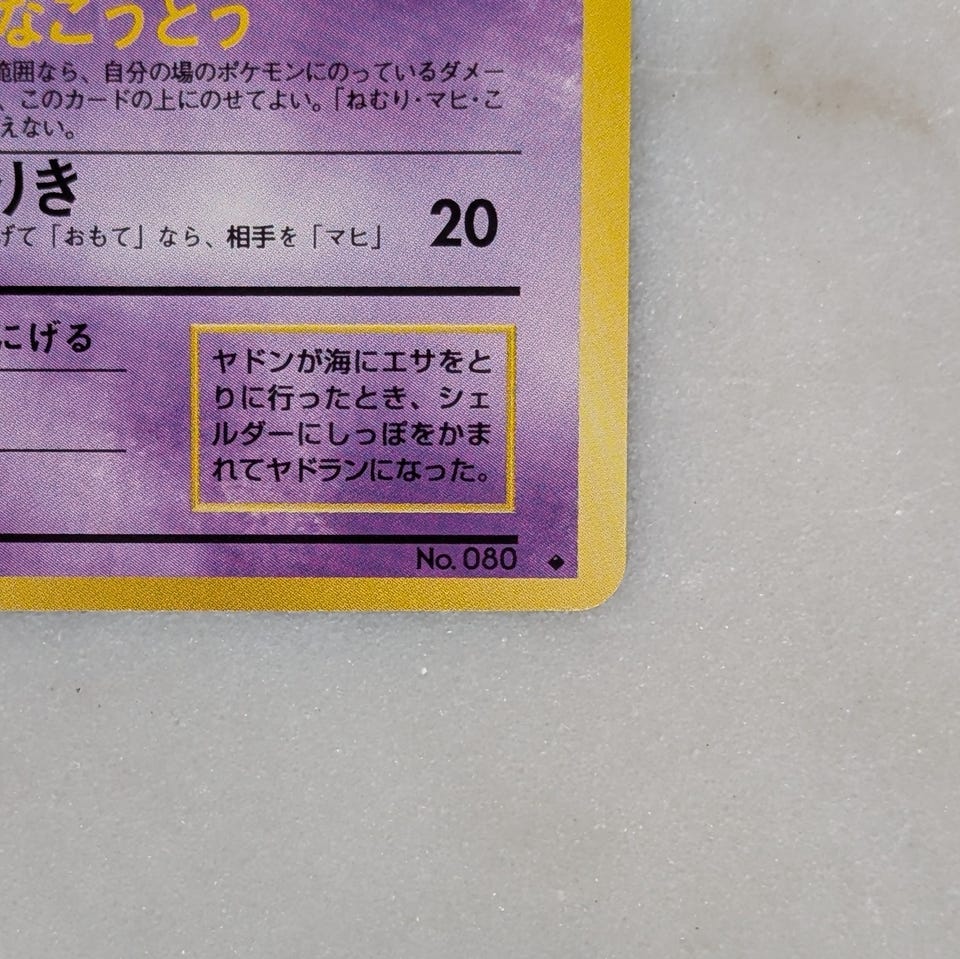 なこうどう
範囲なら、自分の場のポケモンにのっているダメー
、このカードの上にのせてよい。「ねむり・マヒ・こ
えない。
りき
げて「おもて」なら、相手を「マヒ」
20
にげる
ヤドンが海にエサをと
りに行ったとき、シェ
ルダーにしっぽをかま
れてヤドランになった。
No. 080